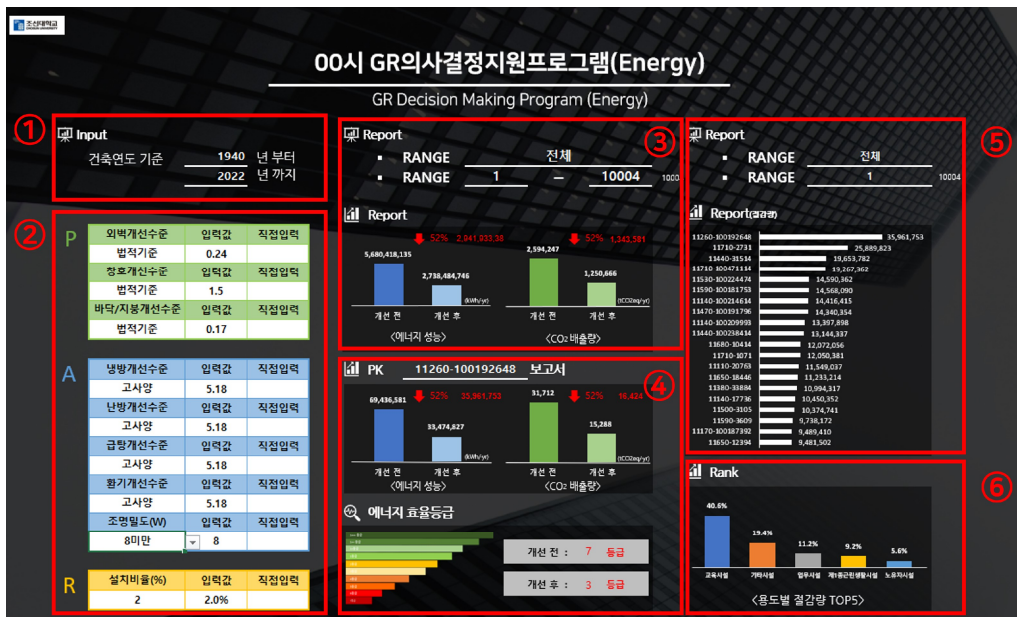 조선대학교
CHOSUN UNIVERSITY
00시 GR의사결정지원프로그램(Energy)
GR Decision Making Program (Energy)
①
Input
건축연도 기준 1940 년 부터
2022 년 까지
②
P
외벽개선수준 입력값 직접입력
법적기준 0.24
창호개선수준 입력값 직접입력
법적기준 1.5
바닥/지붕개선수준 입력값 직접입력
법적기준 0.17
A
냉방개선수준 입력값 직접입력
고사양 5.18
난방개선수준 입력값 직접입력
고사양 5.18
급탕개선수준 입력값 직접입력
고사양 5.18
환기개선수준 입력값 직접입력
고사양 5.18
조명밀도(W) 입력값 직접입력
8미만 8
R
설치비율(%) 입력값 직접입력
2 2.0%
③
Report
▪ RANGE 전체
▪ RANGE 1 — 10004 1000
Report
52% 2,941,933,38
5,680,418,135
2,738,484,746
(kWh/yr)
개선 전 개선 후
<에너지 성능>
52% 1,343,581
2,594,247
1,250,666
(tCO2eq/yr)
개선 전 개선 후
<CO₂ 배출량>
④
PK 11260-100192648 보고서
52% 35,961,753
69,436,581
33,474,827
(kWh/yr)
개선 전 개선 후
<에너지 성능>
31,712
52% 16,424
15,288
(tCO2eq/yr)
개선 전 개선 후
<CO₂ 배출량>
에너지 효율등급
개선 전 : 7 등급
개선 후 : 3 등급
⑤
Report
▪ RANGE 전체
▪ RANGE 1 10004
Report(절감량)
11260-100192648 35,961,753
11710-2731 25,889,823
11440-31514 19,653,782
11710-100471114 19,267,362
11530-100224474 14,590,362
11590-100181753 14,568,090
11140-100214614 14,416,415
11470-100191796 14,340,354
11140-100209993 13,397,898
11440-100238414 13,144,337
11680-10414 12,072,056
11710-1071 12,050,381
11110-20763 11,549,037
11650-18446 11,233,214
11380-33884 10,994,317
11140-17736 10,450,352
11500-3105 10,374,741
11590-3609 9,738,172
11170-100187392 9,489,410
11650-12394 9,481,502
⑥
Rank
40.6%
19.4%
11.2%
9.2%
5.6%
교육시설 기타시설 업무시설 제1종근린생활시설 노유자시설
<용도별 절감량 TOP5>